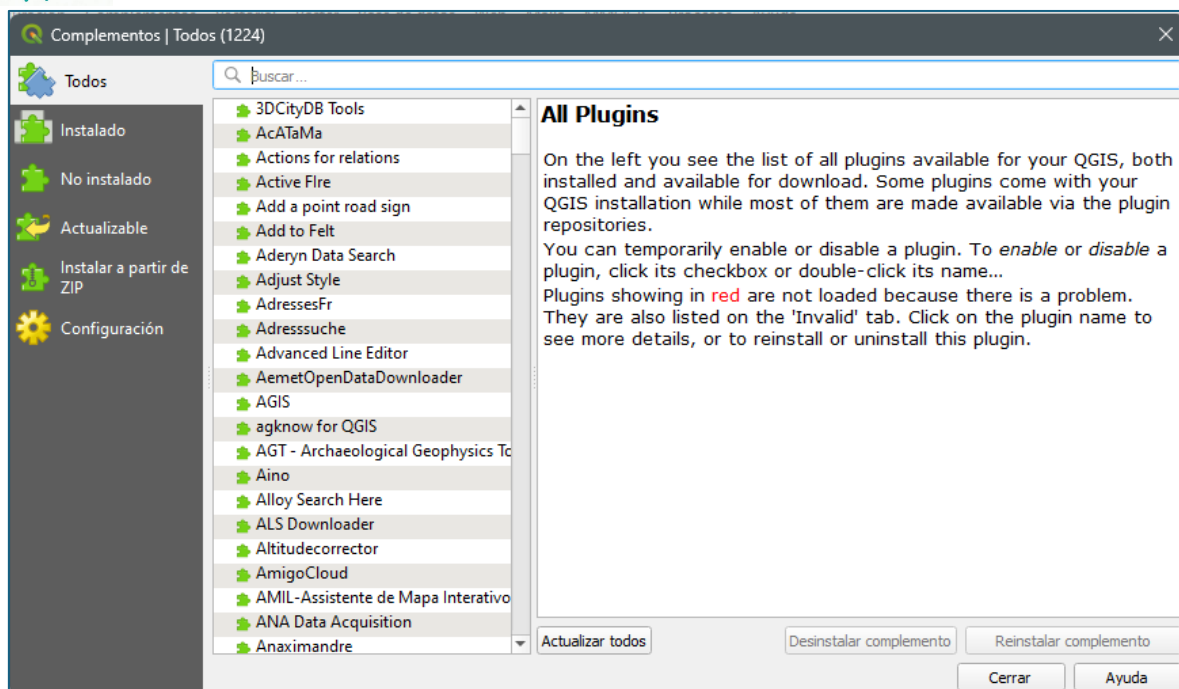 Complementos | Todos (1224)
Todos
Instalado
No instalado
Actualizable
Instalar a partir de
ZIP
Configuración
Buscar...
3DCityDB Tools
AcATaMa
Actions for relations
Active FIre
Add a point road sign
Add to Felt
Aderyn Data Search
Adjust Style
AdressesFr
Adresssuche
Advanced Line Editor
AemetOpenDataDownloader
AGIS
agknow for QGIS
AGT - Archaeological Geophysics To
Aino
Alloy Search Here
ALS Downloader
Altitudecorrector
AmigoCloud
AMIL-Assistente de Mapa Interativo
ANA Data Acquisition
Anaximandre
All Plugins
On the left you see the list of all plugins available for your QGIS, both
installed and available for download. Some plugins come with your
QGIS installation while most of them are made available via the plugin
repositories.
You can temporarily enable or disable a plugin. To enable or disable a
plugin, click its checkbox or double-click its name...
Plugins showing in red are not loaded because there is a problem.
They are also listed on the 'Invalid' tab. Click on the plugin name to
see more details, or to reinstall or uninstall this plugin.
Actualizar todos
Desinstalar complemento
Reinstalar complemento
Cerrar
Ayuda